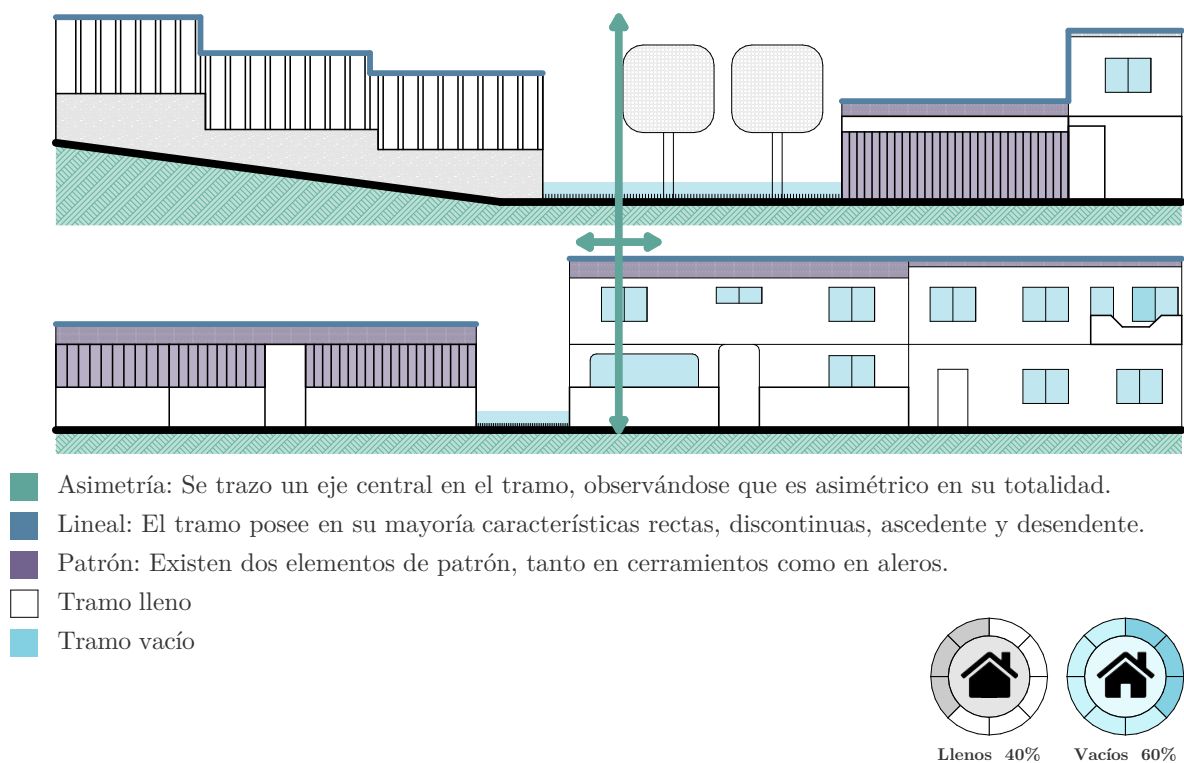 Asimetría: Se trazo un eje central en el tramo, observándose que es asimétrico en su totalidad.
Lineal: El tramo posee en su mayoría características rectas, discontinuas, ascedente y desendente.
Patrón: Existen dos elementos de patrón, tanto en cerramientos como en aleros.
Tramo lleno
Tramo vacío
Llenos 40% Vacíos 60%